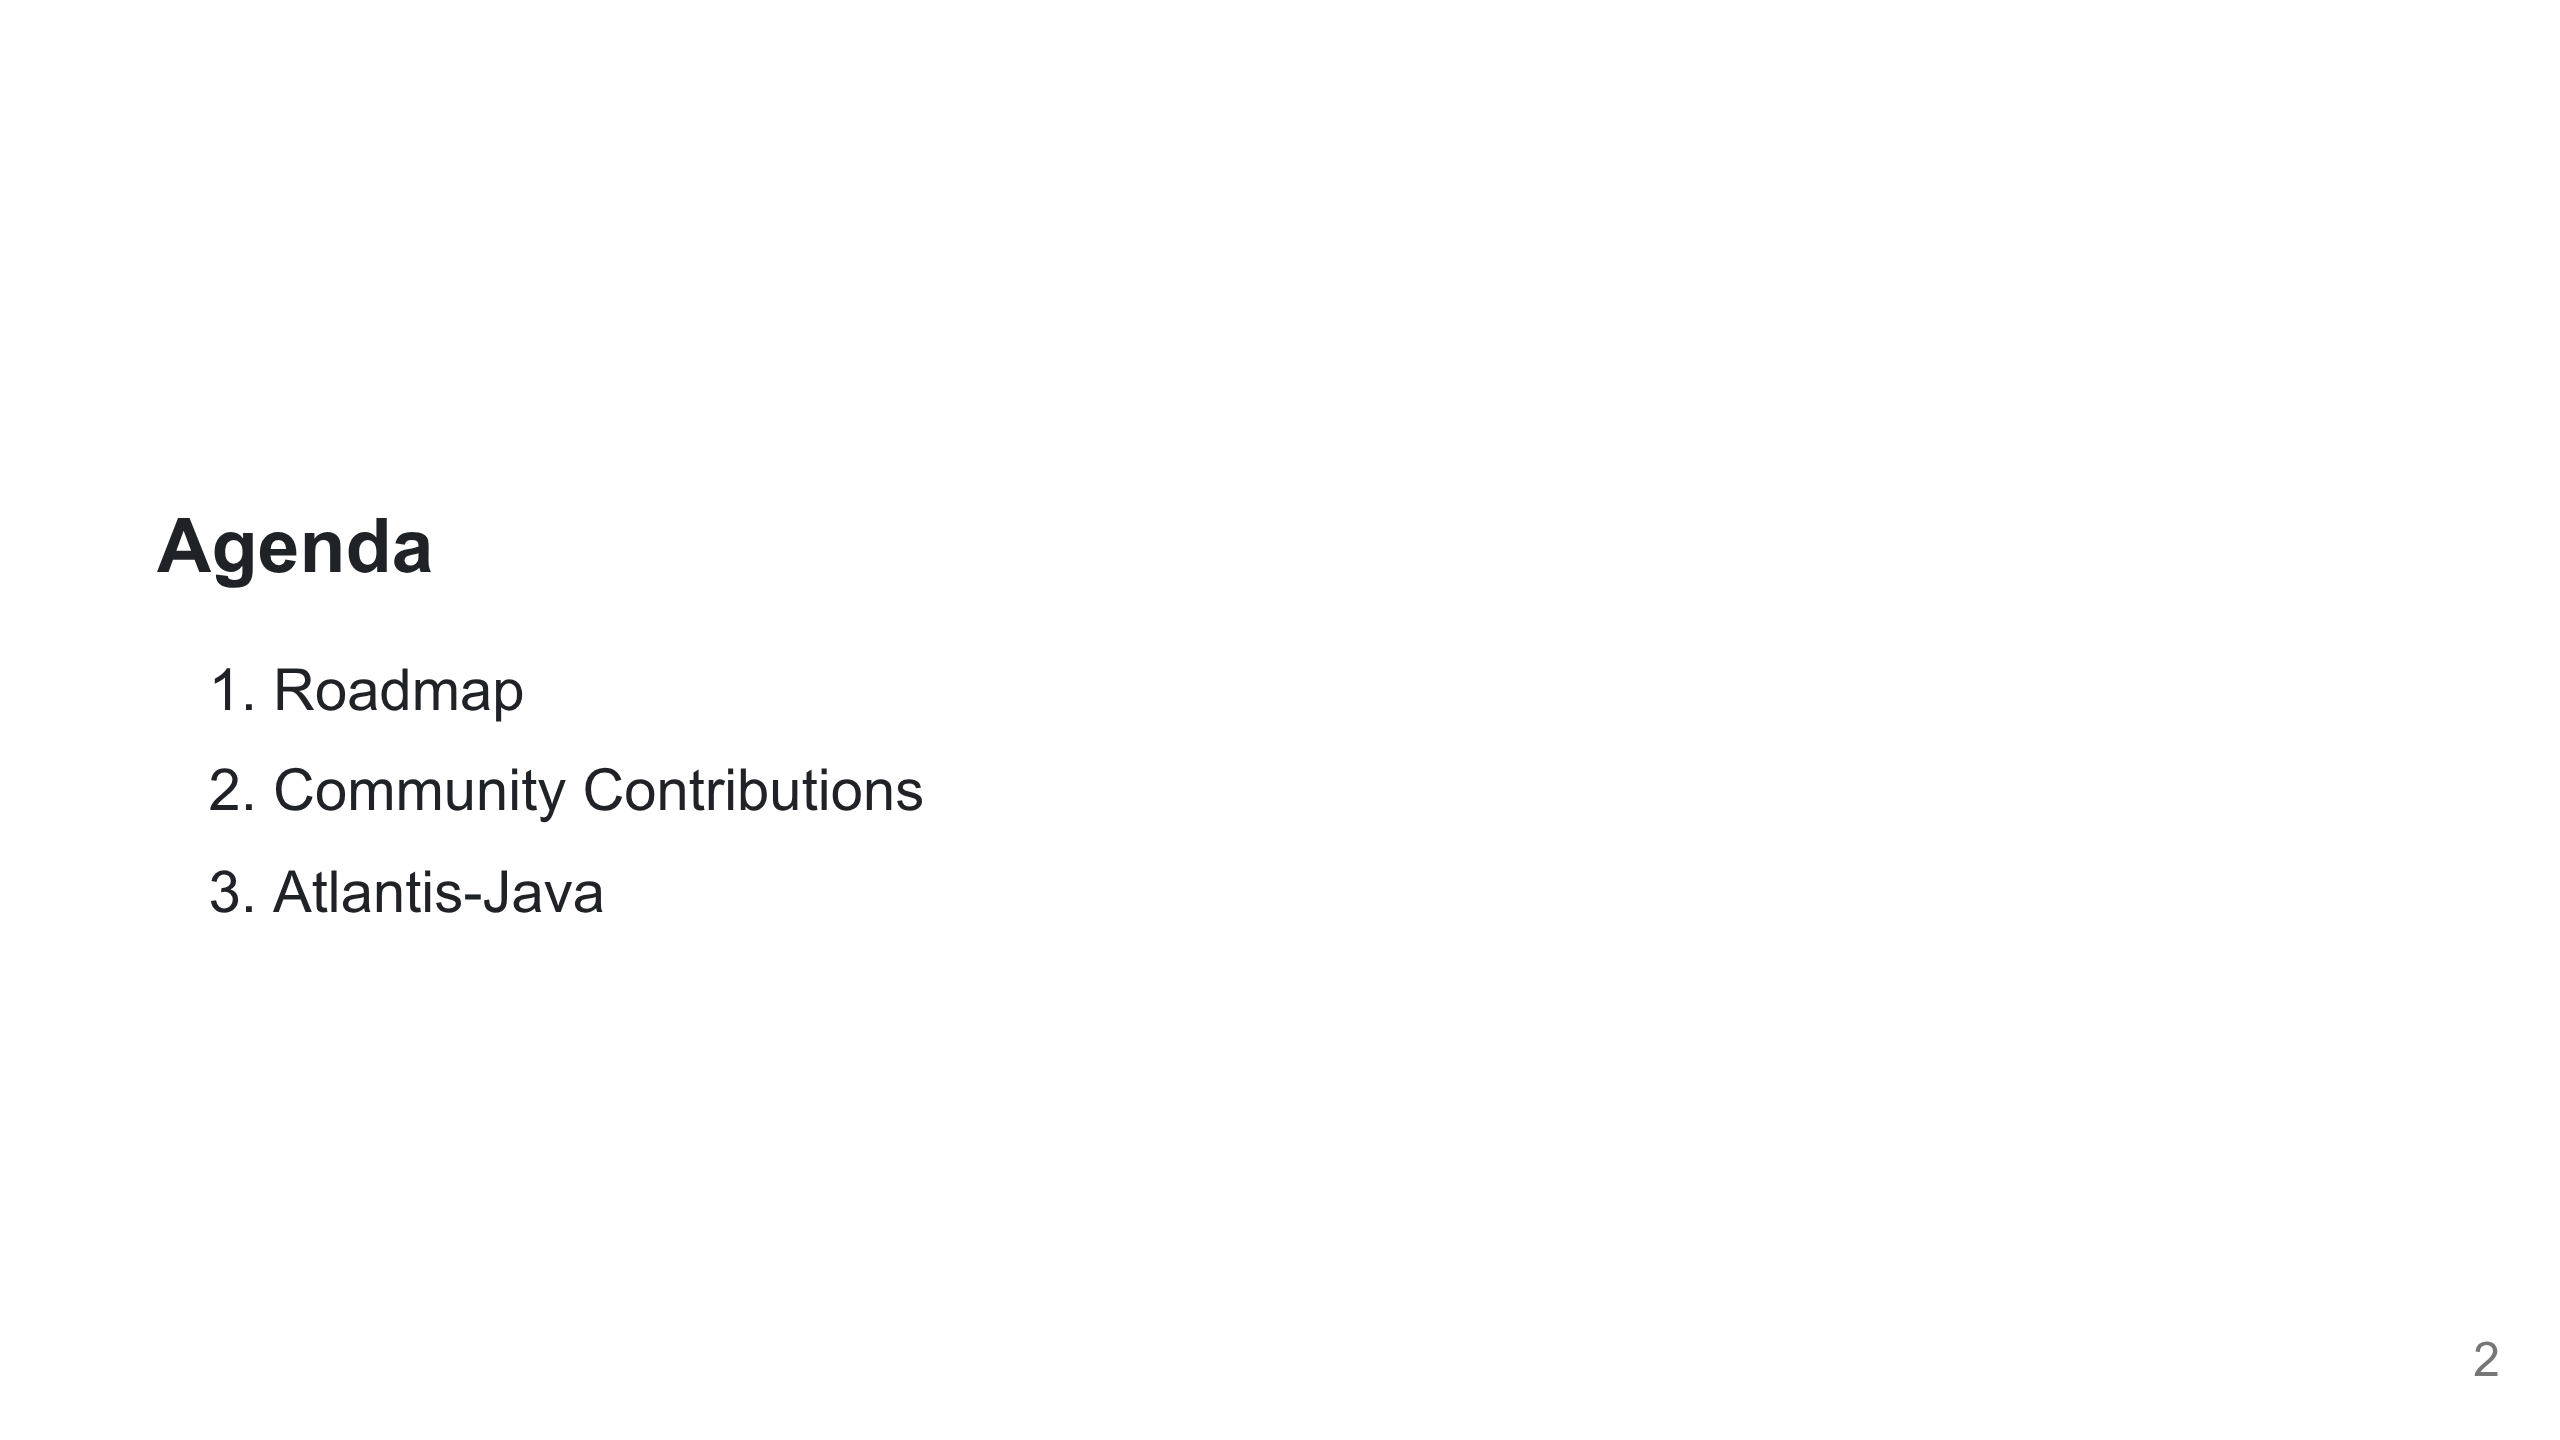 Agenda
1. Roadmap
2. Community Contributions
3. Atlantis-Java
2